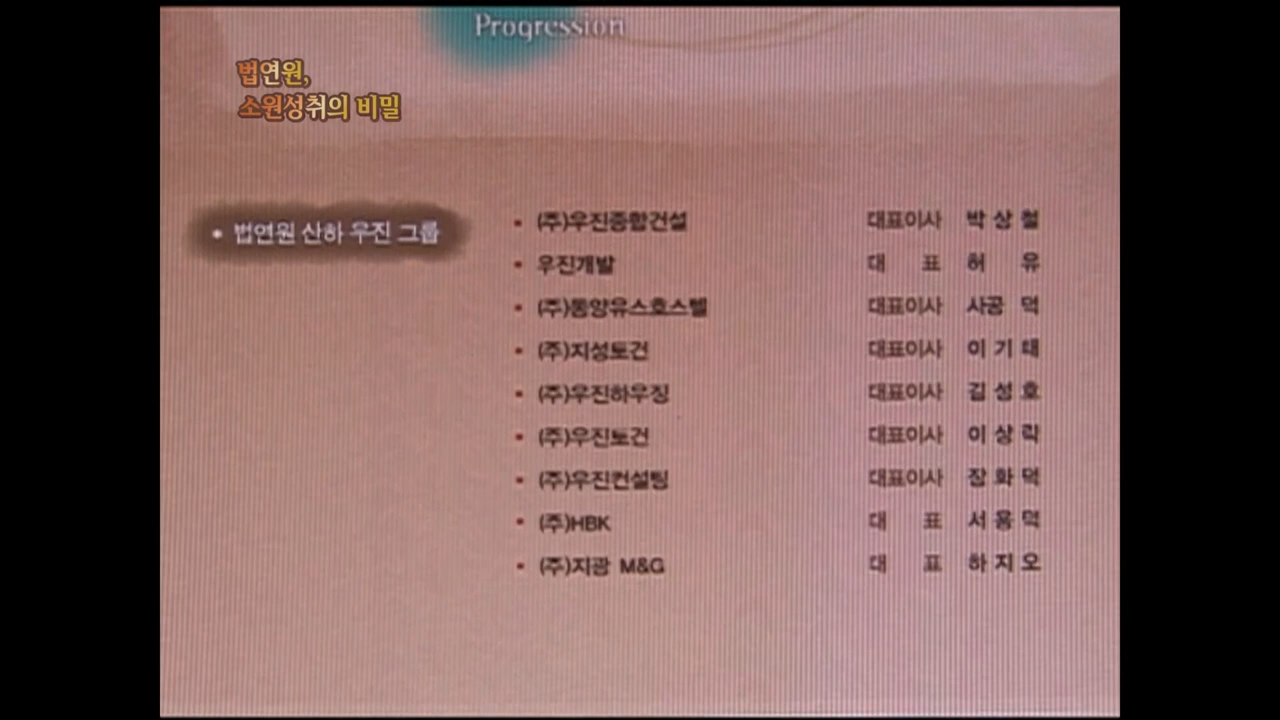 Progression
법연원,
소원성취의 비밀
• 법연원 산하 우진 그룹
• (주)우진종합건설 대표이사 박 상 철
• 우진개발 대 표 허 유
• (주)동양유스호스텔 대표이사 사공 덕
• (주)지성토건 대표이사 이 기 태
• (주)우진하우징 대표이사 김 성 호
• (주)우진토건 대표이사 이 상 락
• (주)우진컨설팅 대표이사 장 화 덕
• (주)HBK 대 표 서 용 덕
• (주)지광 M&G 대 표 하 지 오